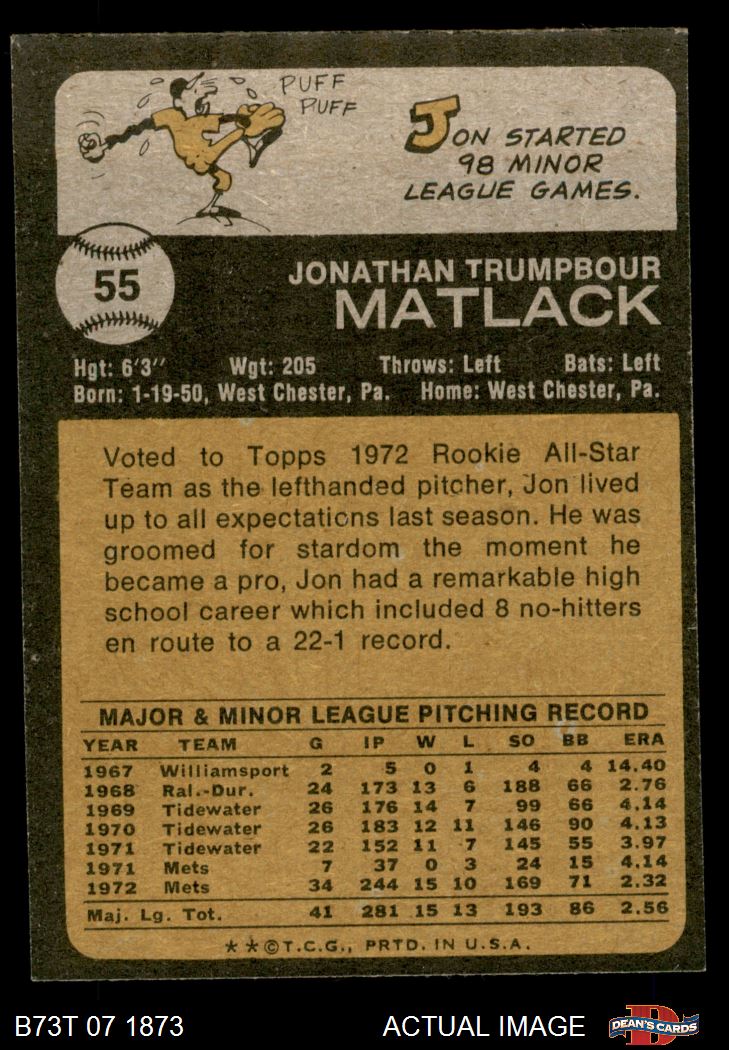 PUFF
PUFF
JON STARTED
98 MINOR
LEAGUE GAMES.
55
JONATHAN TRUMPBOUR
MATLACK
Hgt: 6'3" Wgt: 205 Throws: Left Bats: Left
Born: 1-19-50, West Chester, Pa. Home: West Chester, Pa.
Voted to Topps 1972 Rookie All-Star
Team as the lefthanded pitcher, Jon lived
up to all expectations last season. He was
groomed for stardom the moment he
became a pro, Jon had a remarkable high
school career which included 8 no-hitters
en route to a 22-1 record.
MAJOR & MINOR LEAGUE PITCHING RECORD
YEAR TEAM G IP W L SO BB ERA
1967 Williamsport 2 5 0 1 4 4 14.40
1968 Ral.-Dur. 24 173 13 6 188 66 2.76
1969 Tidewater 26 176 14 7 99 66 4.14
1970 Tidewater 26 183 12 11 146 90 4.13
1971 Tidewater 22 152 11 7 145 55 3.97
1971 Mets 7 37 0 3 24 15 4.14
1972 Mets 34 244 15 10 169 71 2.32
Maj. Lg. Tot. 41 281 15 13 193 86 2.56
★ ★ © T.C.G., PRTD. IN U.S.A.
B73T 07 1873 ACTUAL IMAGE DEAN'S CARDS